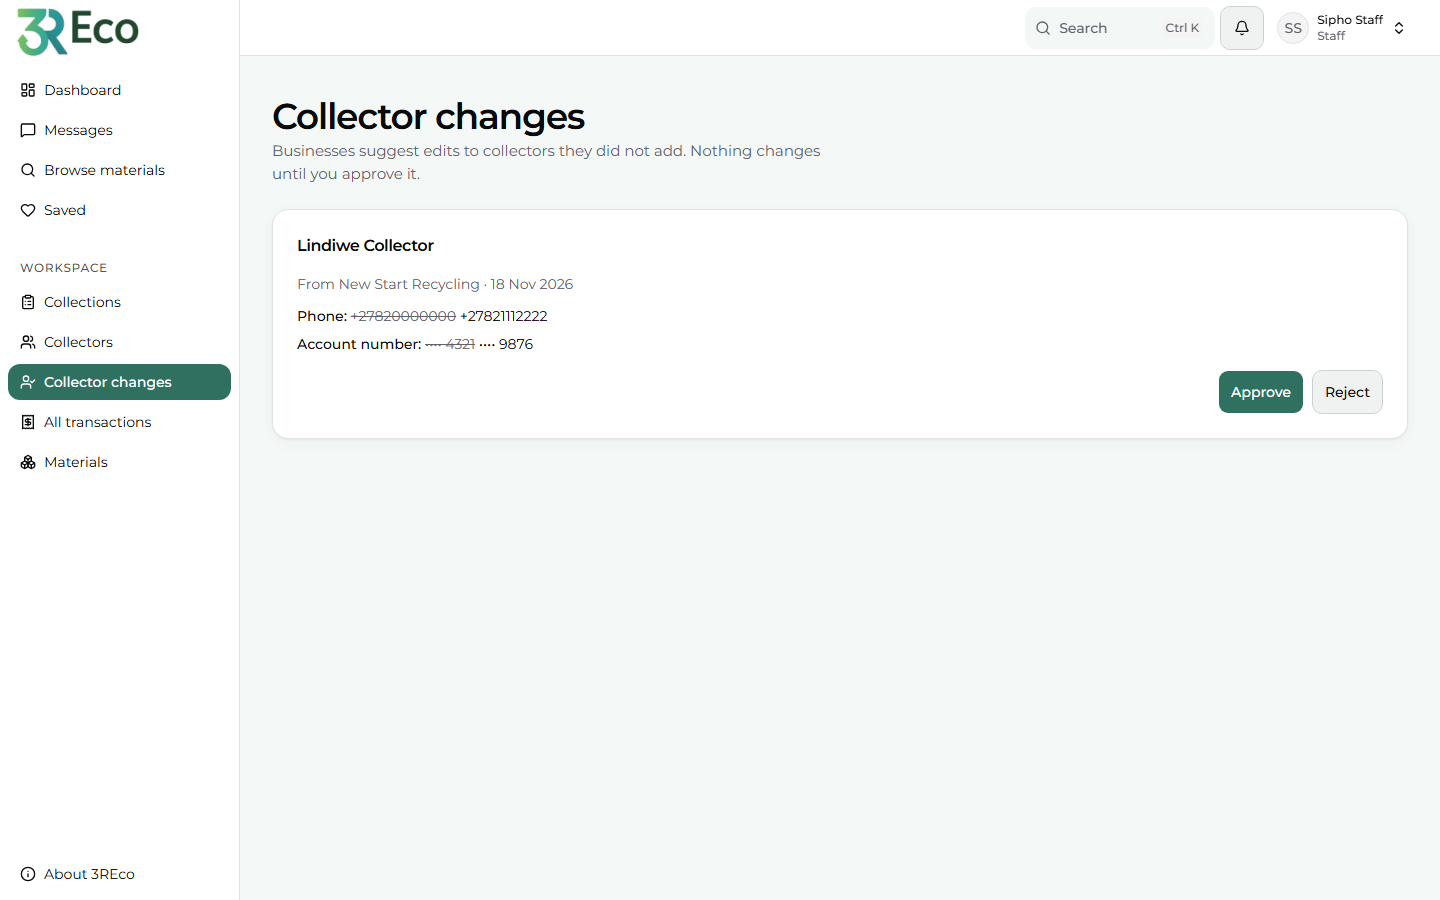 3R Eco
Search Ctrl K
SS
Sipho Staff
Staff
Dashboard
Messages
Browse materials
Saved
WORKSPACE
Collections
Collectors
Collector changes
All transactions
Materials
About 3REco
Collector changes
Businesses suggest edits to collectors they did not add. Nothing changes
until you approve it.
Lindiwe Collector
From New Start Recycling · 18 Nov 2026
Phone: +27820000000 +27821112222
Account number: •••• 4321 •••• 9876
Approve
Reject